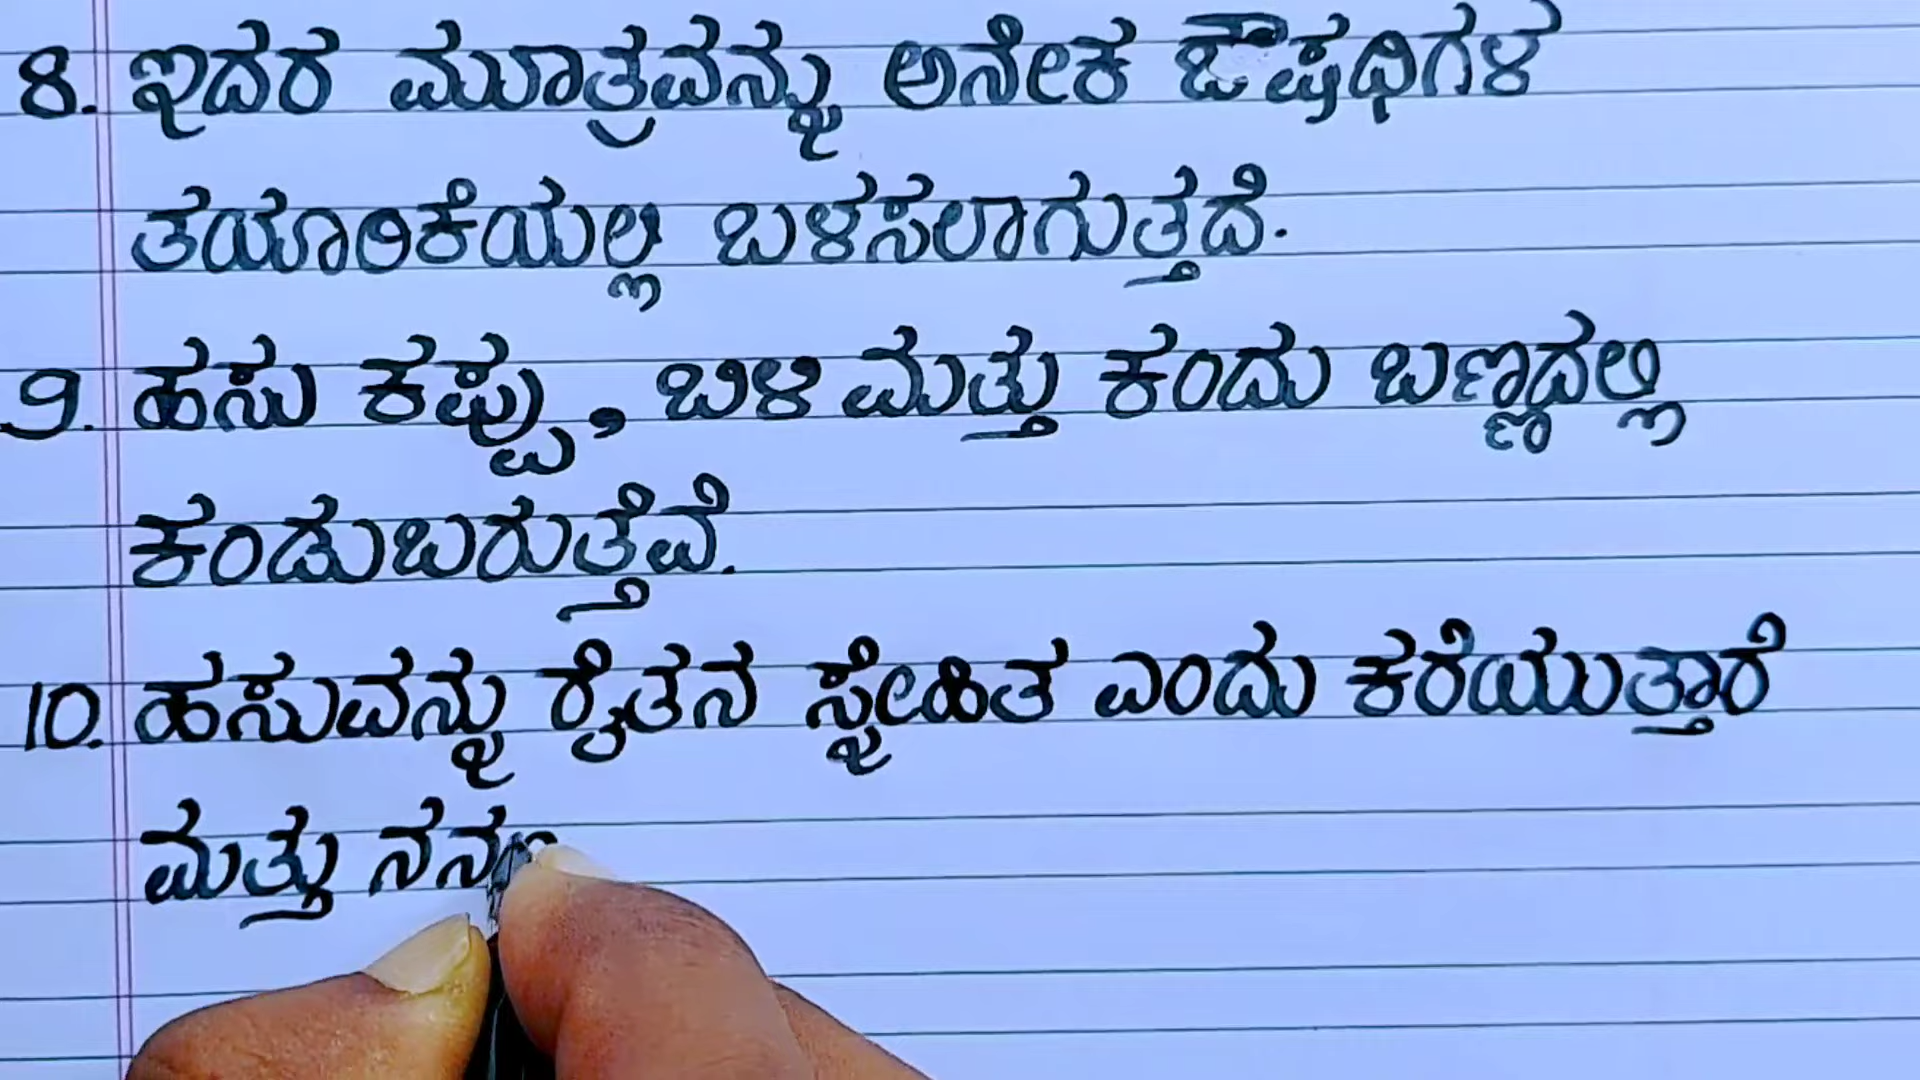 8. ಇದರ ಮೂತ್ರವನ್ನು ಅನೇಕ ಔಷಧಿಗಳ
ತಯಾರಿಕೆಯಲ್ಲಿ ಬಳಸಲಾಗುತ್ತದೆ.
9. ಹಸು ಕಪ್ಪು, ಬಿಳಿ ಮತ್ತು ಕಂದು ಬಣ್ಣದಲ್ಲಿ
ಕಂಡುಬರುತ್ತೆವೆ.
10. ಹಸುವನ್ನು ರೈತನ ಸ್ನೇಹಿತ ಎಂದು ಕರೆಯುತ್ತಾರೆ
ಮತ್ತು